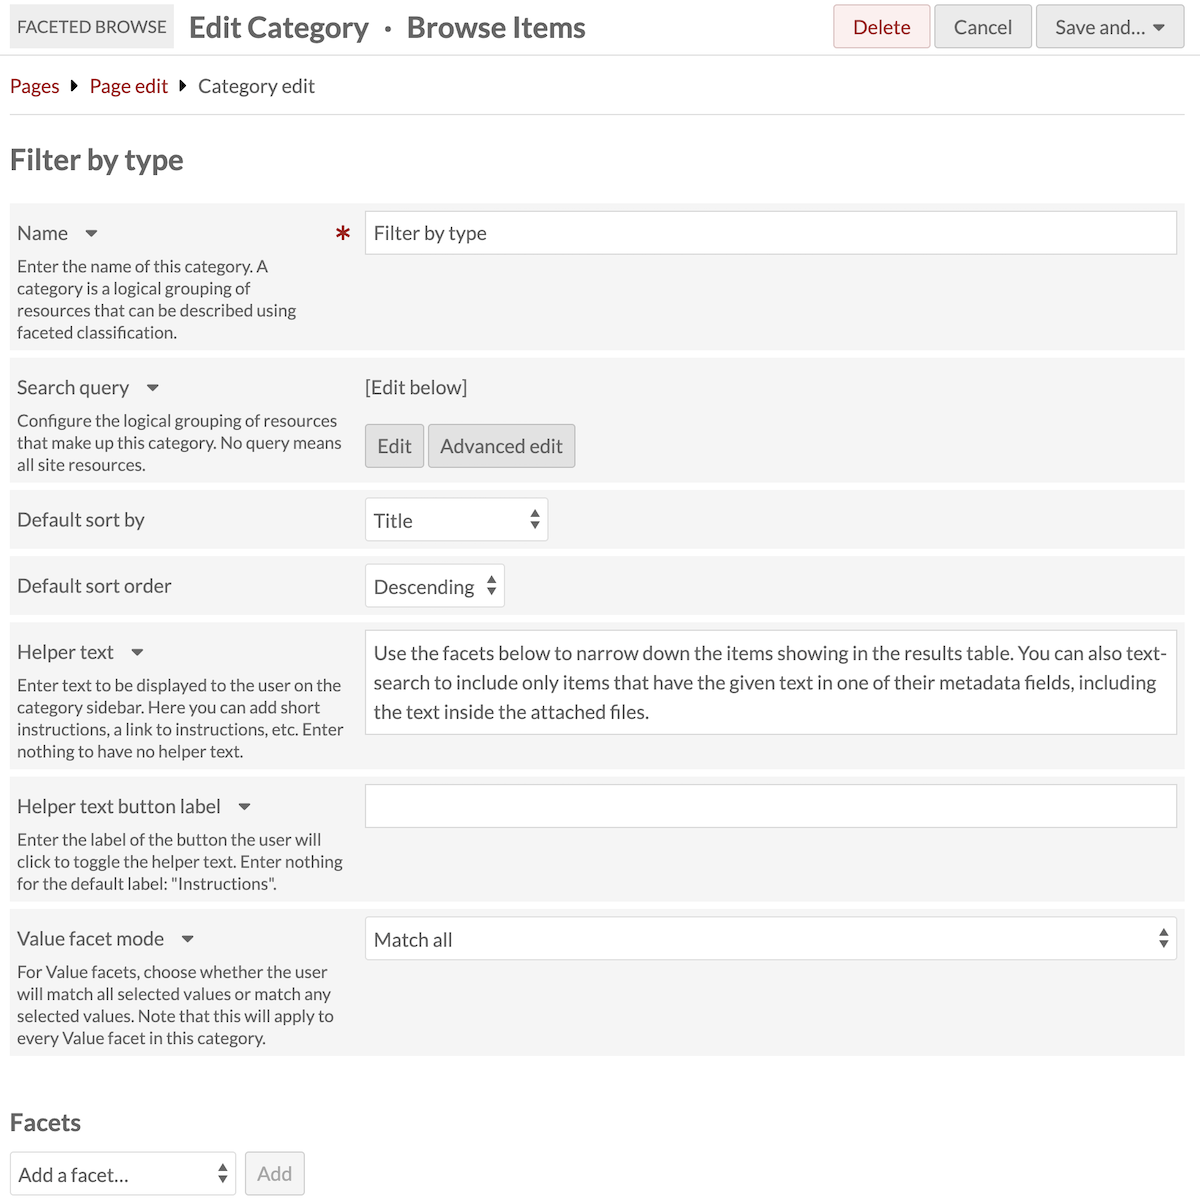 FACETED BROWSE Edit Category · Browse Items Delete Cancel Save and...
Pages Page edit Category edit
Filter by type
Name * Filter by type
Enter the name of this category. A
category is a logical grouping of
resources that can be described using
faceted classification.
Search query [Edit below]
Configure the logical grouping of resources
that make up this category. No query means
all site resources.
Edit Advanced edit
Default sort by Title
Default sort order Descending
Helper text
Enter text to be displayed to the user on the
category sidebar. Here you can add short
instructions, a link to instructions, etc. Enter
nothing to have no helper text.
Use the facets below to narrow down the items showing in the results table. You can also text-
search to include only items that have the given text in one of their metadata fields, including
the text inside the attached files.
Helper text button label
Enter the label of the button the user will
click to toggle the helper text. Enter nothing
for the default label: "Instructions".
Value facet mode Match all
For Value facets, choose whether the user
will match all selected values or match any
selected values. Note that this will apply to
every Value facet in this category.
Facets
Add a facet... Add